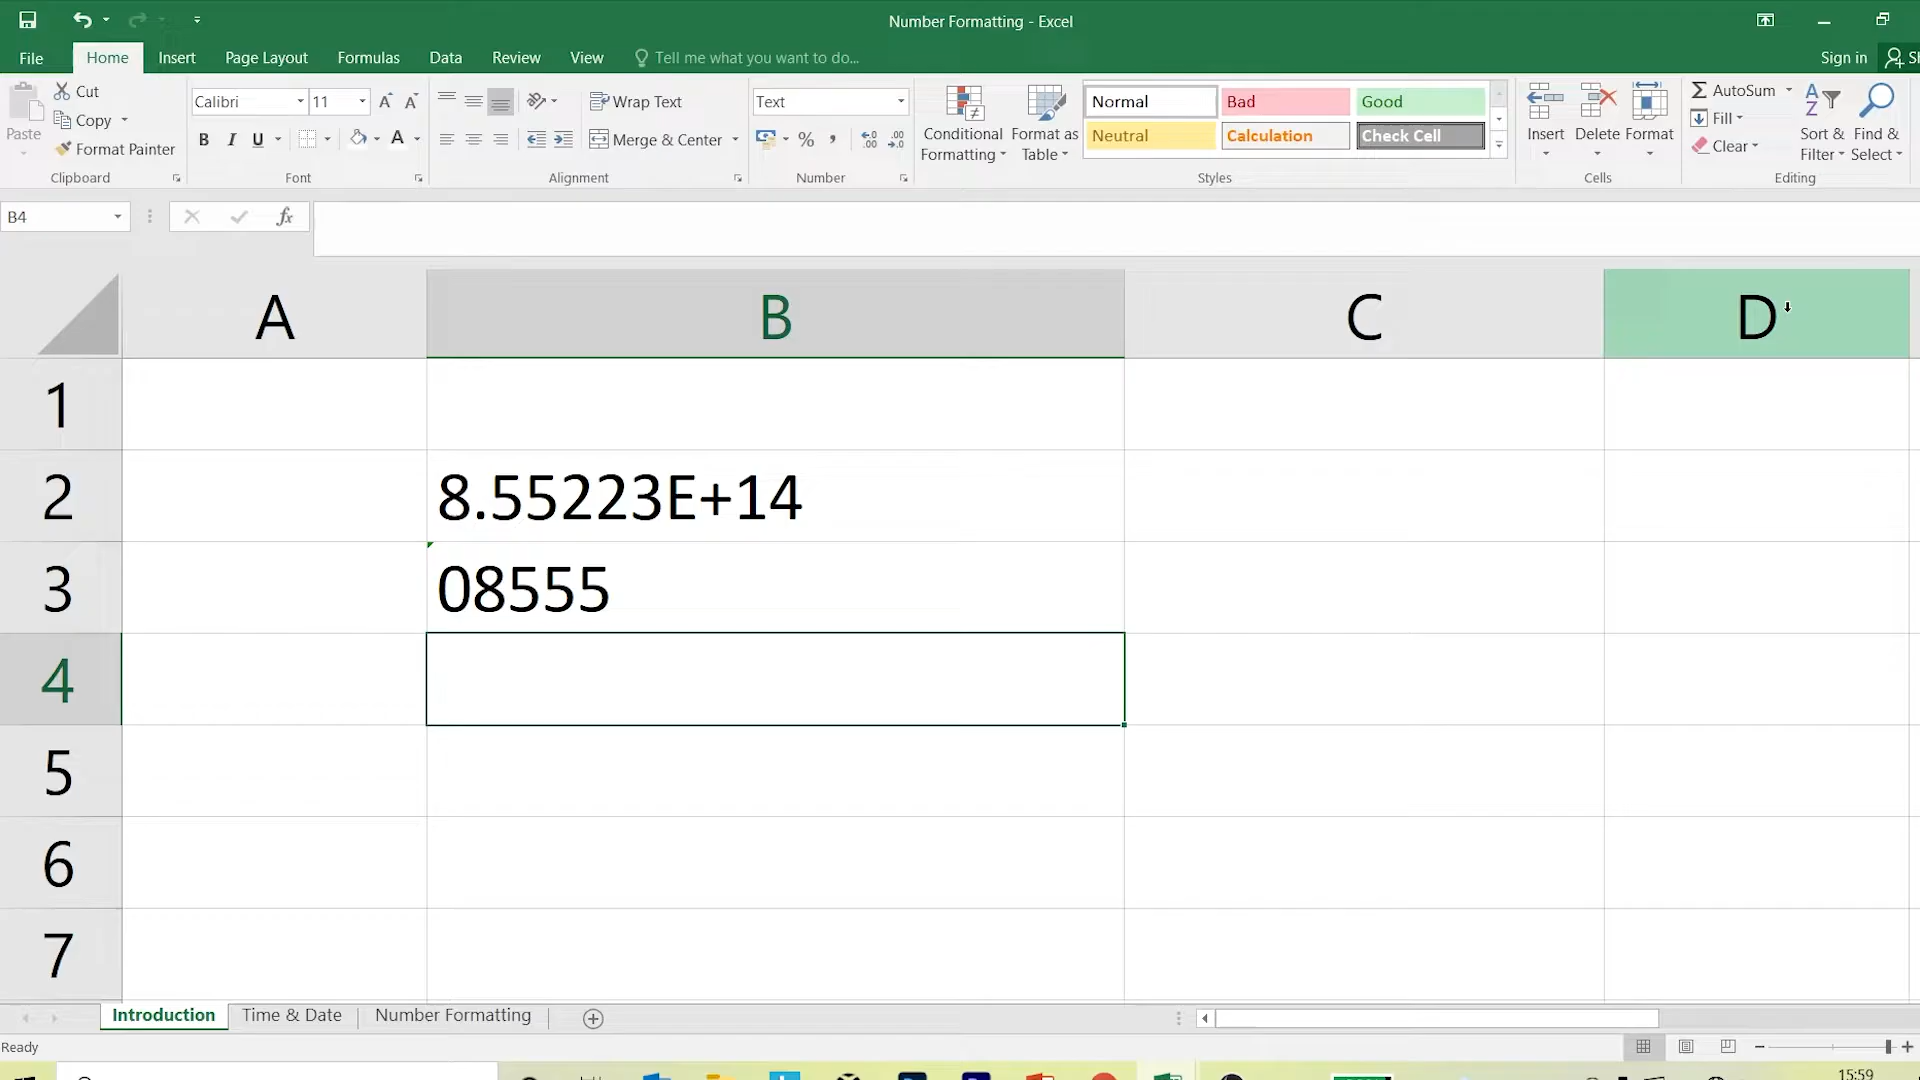 Number Formatting - Excel
File Home Insert Page Layout Formulas Data Review View Tell me what you want to do... Sign in
Paste
Cut
Copy
Format Painter
Clipboard
Calibri 11
B I U
Font
Wrap Text
Merge & Center
Alignment
Text
%
Number
Conditional Formatting
Format as Table
Normal Bad Good
Neutral Calculation Check Cell
Styles
Insert Delete Format
Cells
AutoSum
Fill
Clear
Sort & Filter
Find & Select
Editing
B4
fx
A B C D
1
2 8.55223E+14
3 08555
4
5
6
7
Introduction Time & Date Number Formatting
Ready
15:59